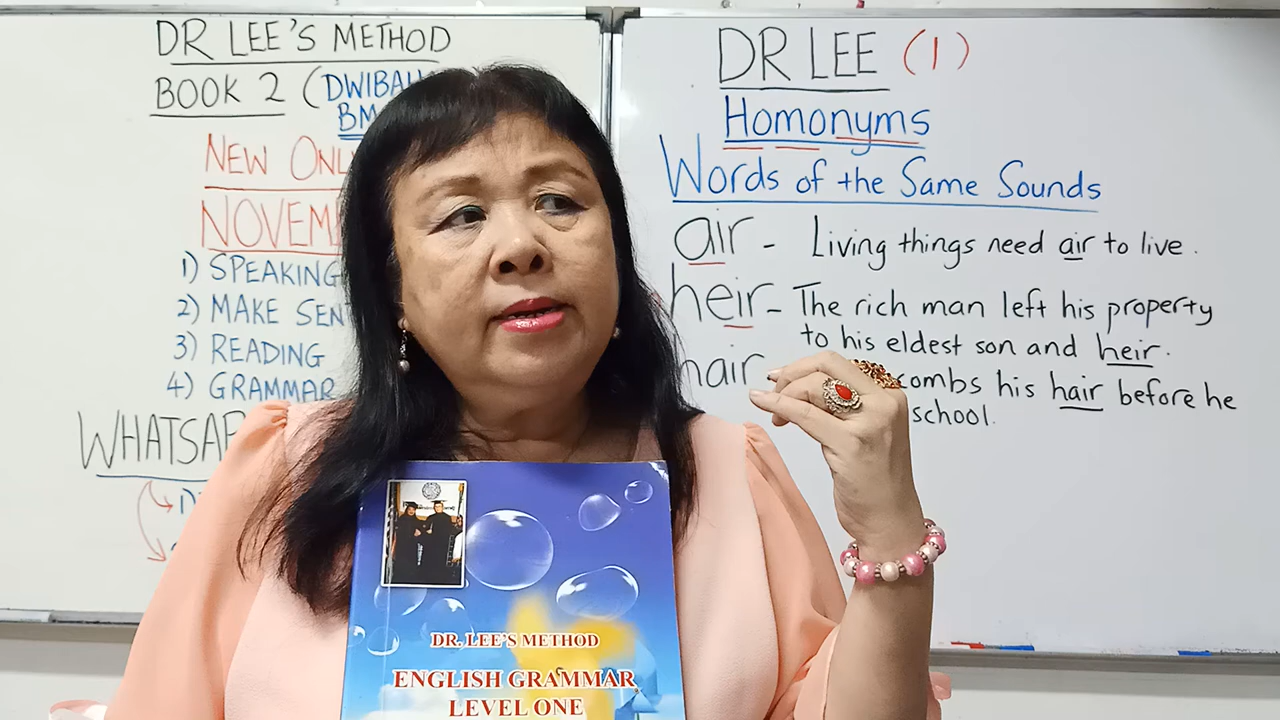 DR LEE'S METHOD
BOOK 2 (DWIBAH
BM
NEW ONL
NOVEM
1) SPEAKING
2) MAKE SEN
3) READING
4) GRAMMAR
WHATSAP
1)
DR LEE (1)
Homonyms
Words of the Same Sounds
air - Living things need air to live.
heir - The rich man left his property
to his eldest son and heir.
hair combs his hair before he
school.
DR. LEE'S METHOD
ENGLISH GRAMMAR
LEVEL ONE